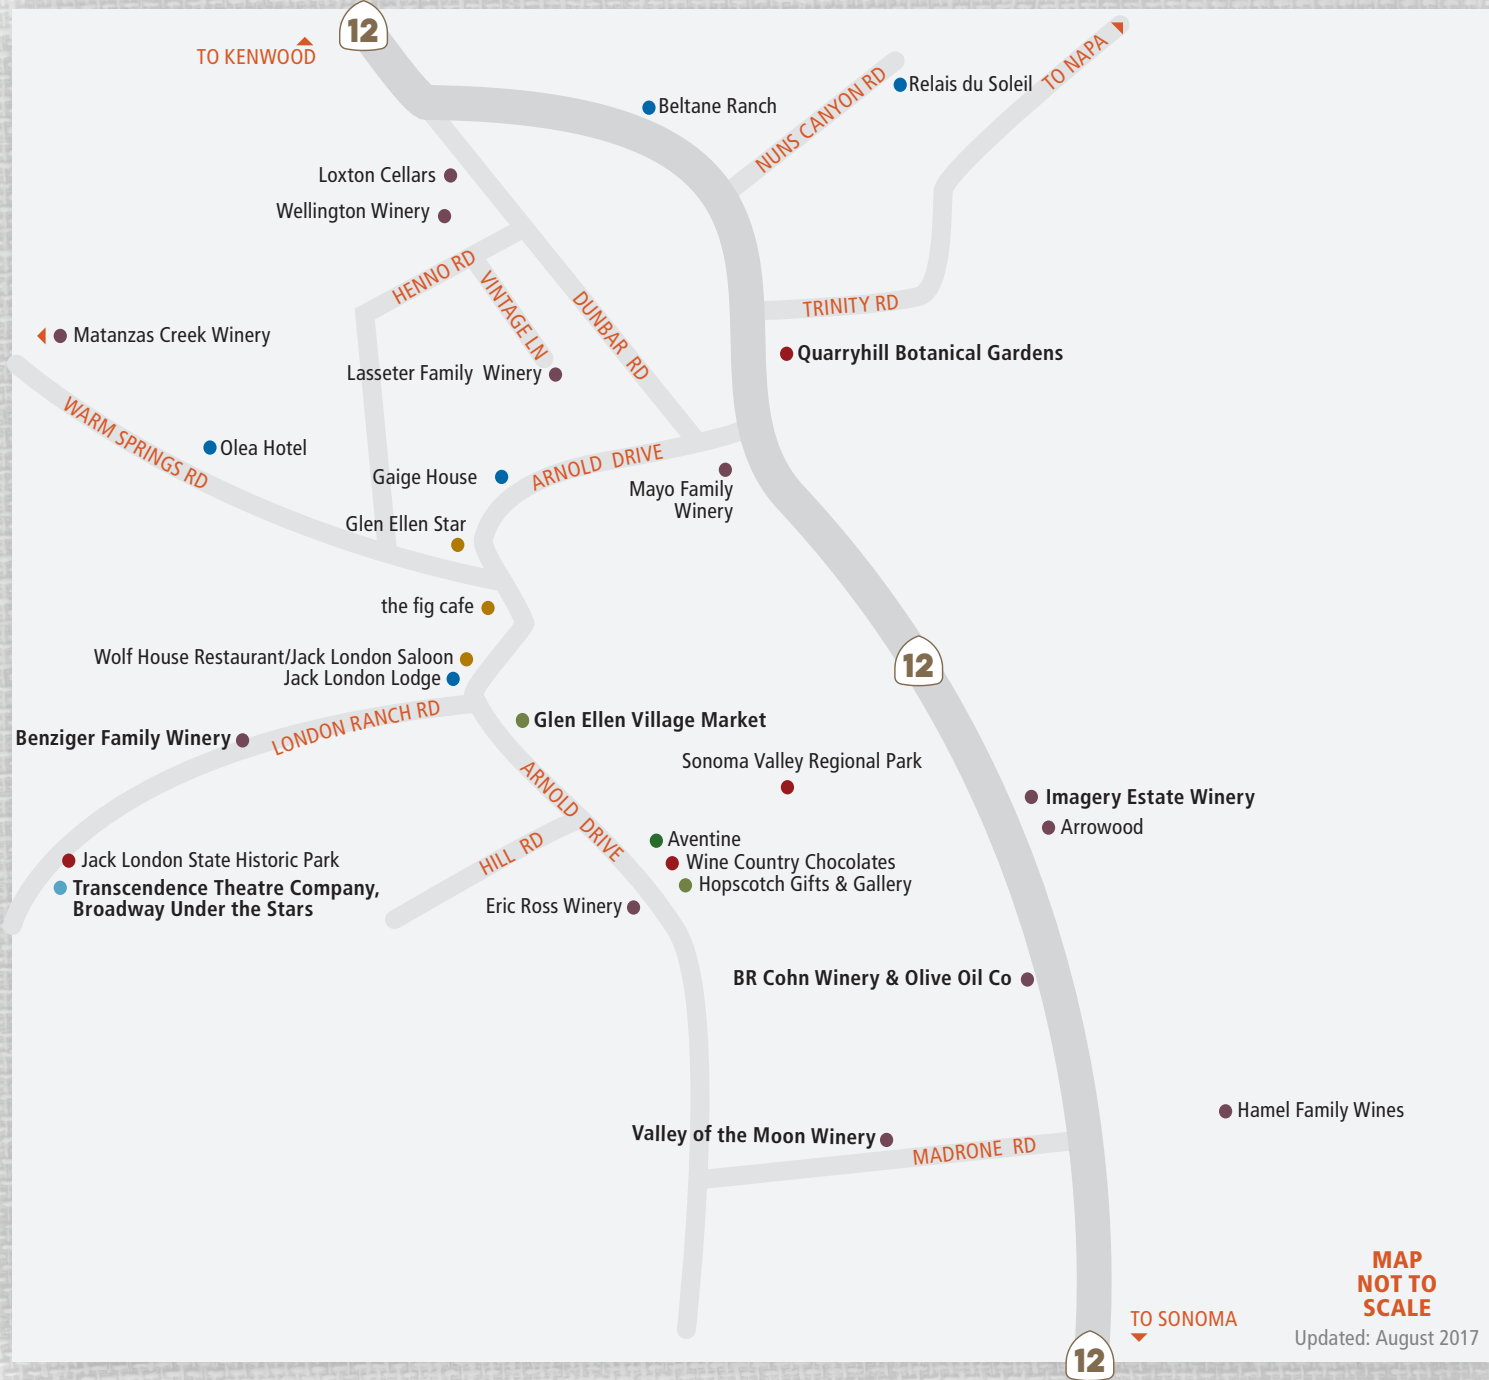 12
TO KENWOOD
TO NAPA
NUNS CANYON RD
Relais du Soleil
Beltane Ranch
Loxton Cellars
Wellington Winery
HENNO RD
VINTAGE LN
DUNBAR RD
TRINITY RD
Matanzas Creek Winery
Quarryhill Botanical Gardens
Lasseter Family Winery
WARM SPRINGS RD
Olea Hotel
ARNOLD DRIVE
Gaige House
Mayo Family
Winery
Glen Ellen Star
the fig cafe
Wolf House Restaurant/Jack London Saloon
Jack London Lodge
12
LONDON RANCH RD
Glen Ellen Village Market
Benziger Family Winery
Sonoma Valley Regional Park
ARNOLD DRIVE
Imagery Estate Winery
Arrowood
HILL RD
Aventine
Wine Country Chocolates
Hopscotch Gifts & Gallery
Jack London State Historic Park
Transcendence Theatre Company,
Broadway Under the Stars
Eric Ross Winery
BR Cohn Winery & Olive Oil Co
Hamel Family Wines
Valley of the Moon Winery
MADRONE RD
MAP
NOT TO
SCALE
TO SONOMA
Updated: August 2017
12